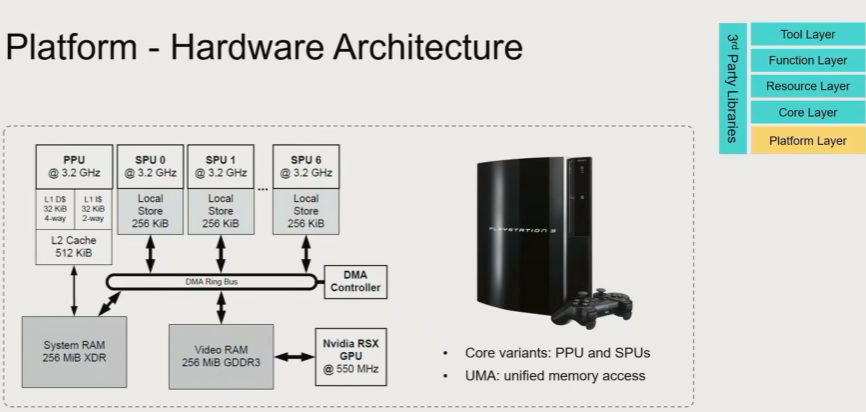 Platform - Hardware Architecture
3rd Party Libraries
Tool Layer
Function Layer
Resource Layer
Core Layer
Platform Layer
PPU
@ 3.2 GHz
SPU 0
@ 3.2 GHz
SPU 1
@ 3.2 GHz
...
SPU 6
@ 3.2 GHz
L1 D$
32 KiB
4-way
L1 I$
32 KiB
2-way
L2 Cache
512 KiB
Local
Store
256 KiB
Local
Store
256 KiB
Local
Store
256 KiB
DMA Ring Bus
DMA
Controller
System RAM
256 MiB XDR
Video RAM
256 MiB GDDR3
Nvidia RSX
GPU
@ 550 MHz
PLAYSTATION 3
• Core variants: PPU and SPUs
• UMA: unified memory access